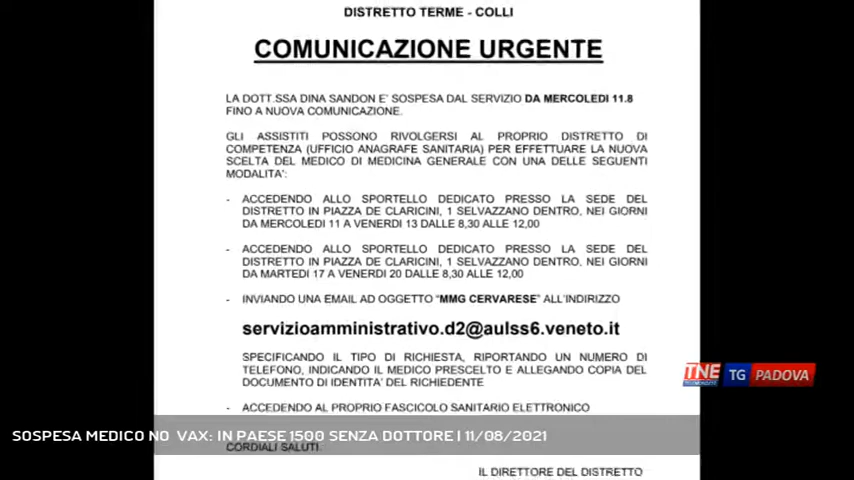 DISTRETTO TERME - COLLI
COMUNICAZIONE URGENTE
LA DOTT.SSA DINA SANDON E' SOSPESA DAL SERVIZIO DA MERCOLEDI 11.8
FINO A NUOVA COMUNICAZIONE.
GLI ASSISTITI POSSONO RIVOLGERSI AL PROPRIO DISTRETTO DI
COMPETENZA (UFFICIO ANAGRAFE SANITARIA) PER EFFETTUARE LA NUOVA
SCELTA DEL MEDICO DI MEDICINA GENERALE CON UNA DELLE SEGUENTI
MODALITA':
- ACCEDENDO ALLO SPORTELLO DEDICATO PRESSO LA SEDE DEL
DISTRETTO IN PIAZZA DE CLARICINI, 1 SELVAZZANO DENTRO, NEI GIORNI
DA MERCOLEDI 11 A VENERDI 13 DALLE 8,30 ALLE 12,00
- ACCEDENDO ALLO SPORTELLO DEDICATO PRESSO LA SEDE DEL
DISTRETTO IN PIAZZA DE CLARICINI, 1 SELVAZZANO DENTRO, NEI GIORNI
DA MARTEDI 17 A VENERDI 20 DALLE 8,30 ALLE 12,00
- INVIANDO UNA EMAIL AD OGGETTO "MMG CERVARESE" ALL'INDIRIZZO
servizioamministrativo.d2@aulss6.veneto.it
SPECIFICANDO IL TIPO DI RICHIESTA, RIPORTANDO UN NUMERO DI
TELEFONO, INDICANDO IL MEDICO PRESCELTO E ALLEGANDO COPIA DEL
DOCUMENTO DI IDENTITA' DEL RICHIEDENTE
TNE TG PADOVA
- ACCEDENDO AL PROPRIO FASCICOLO SANITARIO ELETTRONICO
SOSPESA MEDICO NO VAX: IN PAESE 1500 SENZA DOTTORE | 11/08/2021
CORDIALI SALUTI
IL DIRETTORE DEL DISTRETTO